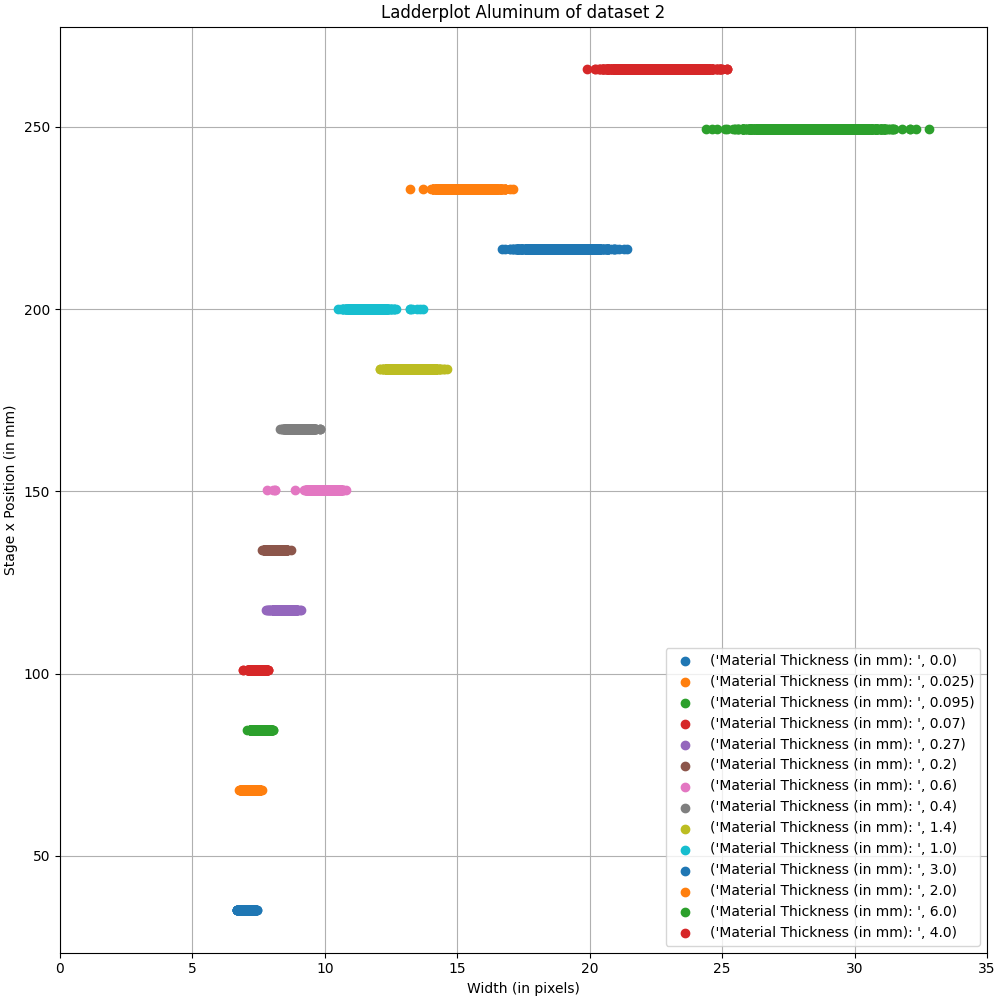 Ladderplot Aluminum of dataset 2
Stage x Position (in mm)
250
200
150
100
50
0 5 10 15 20 25 30 35
Width (in pixels)
('Material Thickness (in mm): ', 0.0)
('Material Thickness (in mm): ', 0.025)
('Material Thickness (in mm): ', 0.095)
('Material Thickness (in mm): ', 0.07)
('Material Thickness (in mm): ', 0.27)
('Material Thickness (in mm): ', 0.2)
('Material Thickness (in mm): ', 0.6)
('Material Thickness (in mm): ', 0.4)
('Material Thickness (in mm): ', 1.4)
('Material Thickness (in mm): ', 1.0)
('Material Thickness (in mm): ', 3.0)
('Material Thickness (in mm): ', 2.0)
('Material Thickness (in mm): ', 6.0)
('Material Thickness (in mm): ', 4.0)